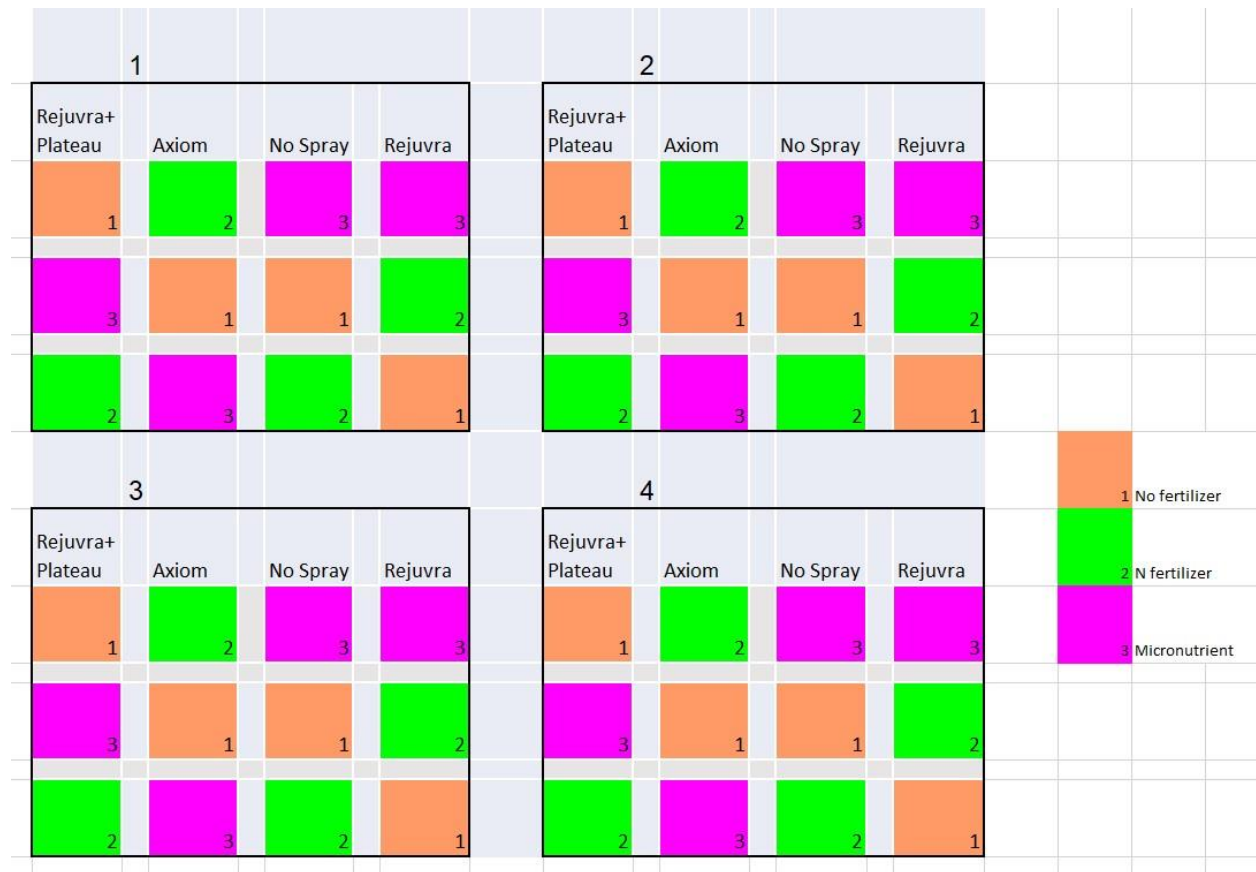 1 2
Rejuvra+ Rejuvra+
Plateau Axiom No Spray Rejuvra Plateau Axiom No Spray Rejuvra
1 2 3 3 1 2 3 3
3 1 1 2 3 1 1 2
2 3 2 1 2 3 2 1
3 4
1 No fertilizer
Rejuvra+ Rejuvra+
Plateau Axiom No Spray Rejuvra Plateau Axiom No Spray Rejuvra
2 N fertilizer
1 2 3 3 1 2 3 3
3 Micronutrient
3 1 1 2 3 1 1 2
2 3 2 1 2 3 2 1